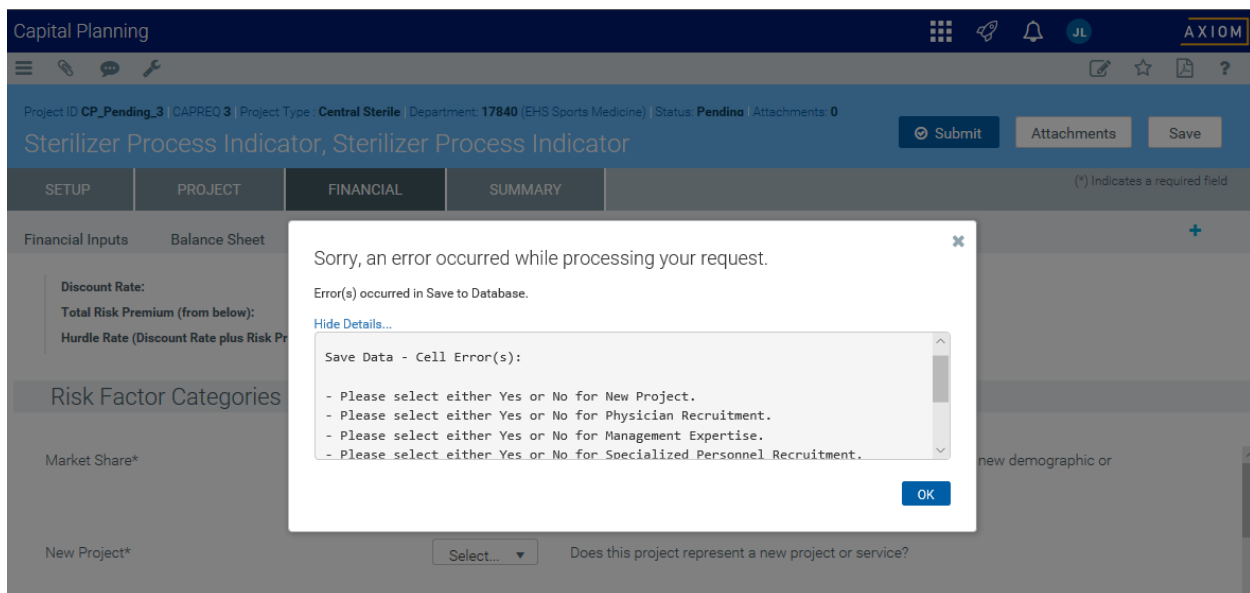 Capital Planning
JL
AXIOM
?
Project ID CP_Pending_3 | CAPREQ 3 | Project Type : Central Sterile | Department: 17840 (EHS Sports Medicine) | Status: Pending | Attachments: 0
Sterilizer Process Indicator, Sterilizer Process Indicator
Submit
Attachments
Save
SETUP
PROJECT
FINANCIAL
SUMMARY
(*) Indicates a required field
Financial Inputs
Balance Sheet
Sorry, an error occurred while processing your request.
Error(s) occurred in Save to Database.
Hide Details...
Save Data - Cell Error(s):
- Please select either Yes or No for New Project.
- Please select either Yes or No for Physician Recruitment.
- Please select either Yes or No for Management Expertise.
- Please select either Yes or No for Specialized Personnel Recruitment.
OK
Discount Rate:
Total Risk Premium (from below):
Hurdle Rate (Discount Rate plus Risk Pr
Risk Factor Categories
Market Share*
new demographic or
New Project*
Select...
Does this project represent a new project or service?